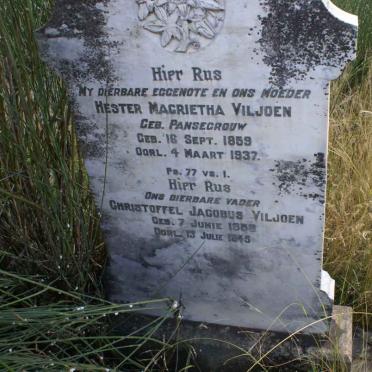 Hier Rus
My dierbare eggenote en ons moeder
Hester Magrietha Viljoen
Geb. Pansegrouw
Geb. 16 Sept. 1859
Oorl. 4 Maart 1937.
Ps. 77 vs. 1.
Hier Rus
Ons dierbare vader
Christoffel Jacobus Viljoen
Geb. 7 Junie
Oorl. 13 Julie